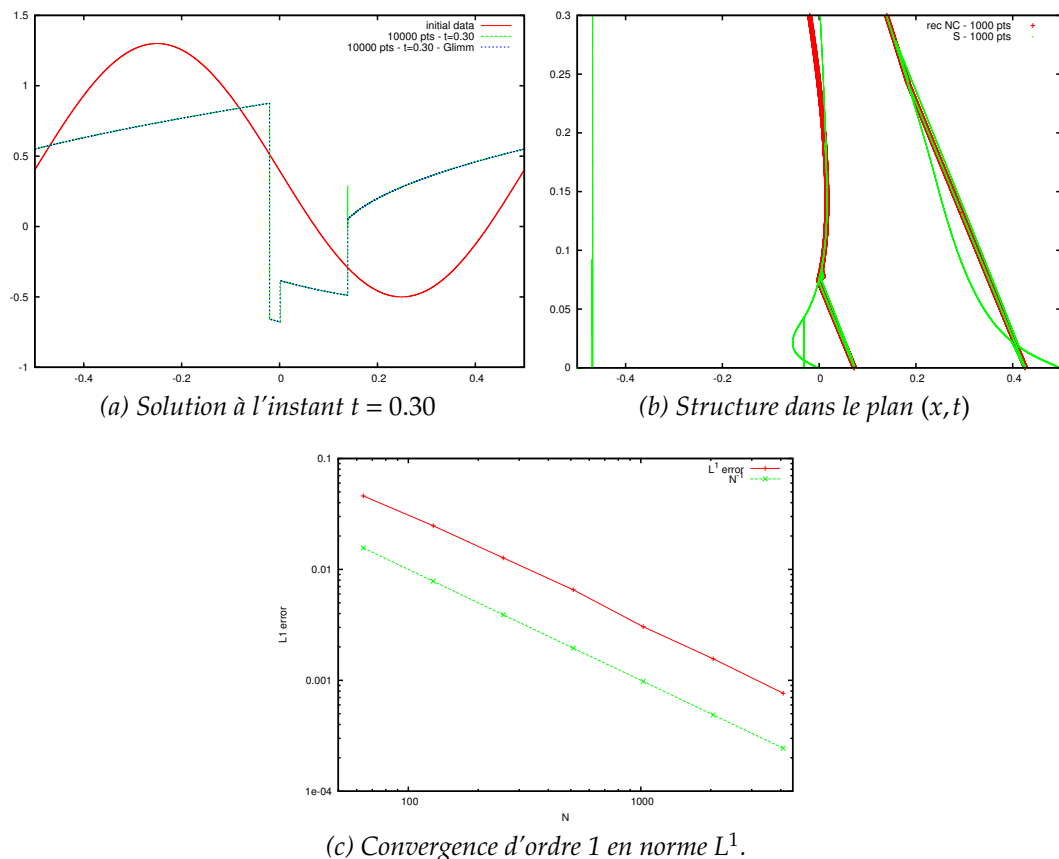 initial data
10000 pts - t=0.30
10000 pts - t=0.30 - Glimm
1.5
1
0.5
0
-0.5
-1
-0.4
-0.2
0
0.2
0.4
(a) Solution à l'instant t = 0.30
rec NC - 1000 pts
S - 1000 pts
0.3
0.25
0.2
0.15
0.1
0.05
0
-0.4
-0.2
0
0.2
0.4
(b) Structure dans le plan (x,t)
L¹ error
N⁻¹
0.1
0.01
0.001
1e-04
L1 error
100
1000
N
(c) Convergence d'ordre 1 en norme L¹.